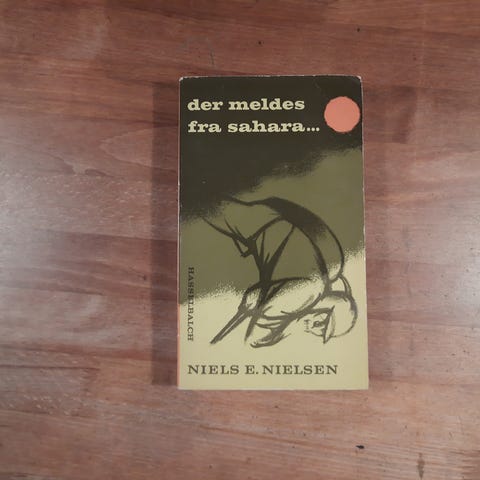 der meldes
fra sahara...
HASSELBALCH
NIELS E. NIELSEN